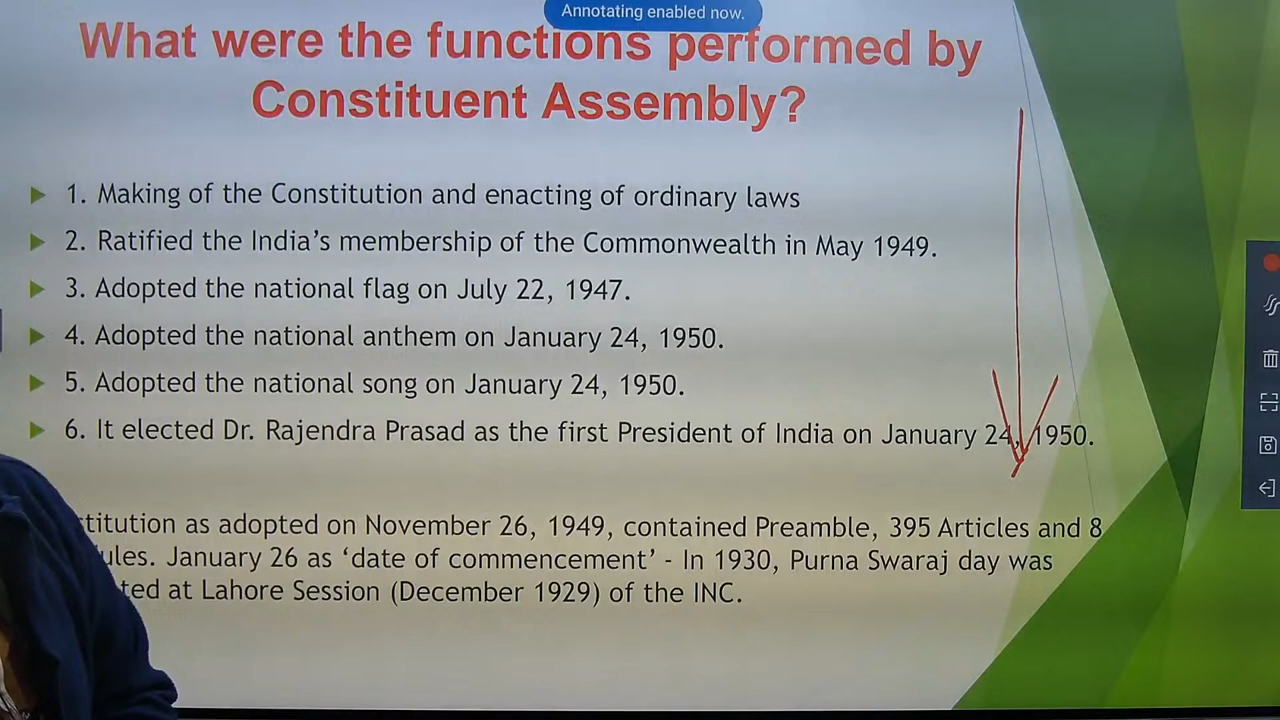 Annotating enabled now.
What were the functions performed by
Constituent Assembly?
1. Making of the Constitution and enacting of ordinary laws
2. Ratified the India's membership of the Commonwealth in May 1949.
3. Adopted the national flag on July 22, 1947.
4. Adopted the national anthem on January 24, 1950.
5. Adopted the national song on January 24, 1950.
6. It elected Dr. Rajendra Prasad as the first President of India on January 24, 1950.
as adopted on November 26, 1949, contained Preamble, 395 Articles and 8
January 26 as ‘date of commencement’ - In 1930, Purna Swaraj day was
at Lahore Session (December 1929) of the INC.